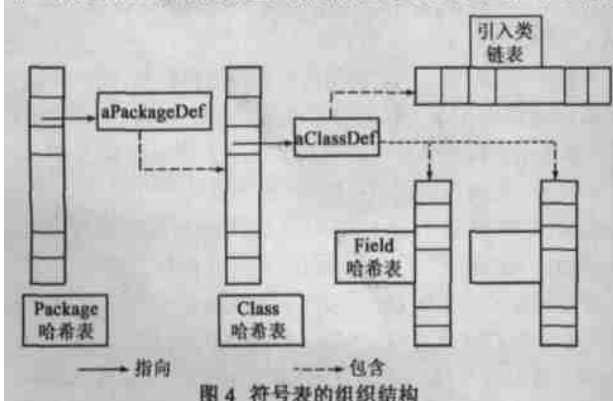 引入类
链表
aPackageDef
aClassDef
Field
哈希表
Package
哈希表
Class
哈希表
指向
包含
图 4 符号表的组织结构